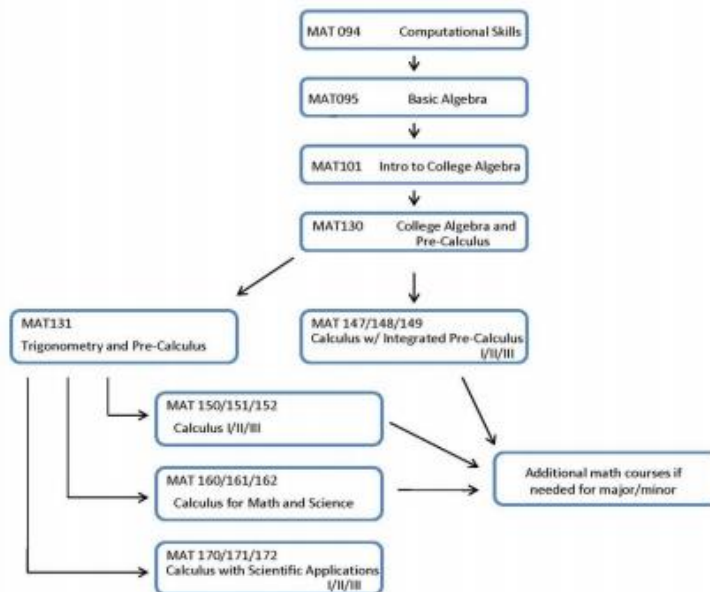 MAT 094 Computational Skills
MAT095 Basic Algebra
MAT101 Intro to College Algebra
MAT130 College Algebra and
Pre-Calculus
MAT131
Trigonometry and Pre-Calculus
MAT 147/148/149
Calculus w/ Integrated Pre-Calculus
I/II/III
MAT 150/151/152
Calculus I/II/III
MAT 160/161/162
Calculus for Math and Science
Additional math courses if
needed for major/minor
MAT 170/171/172
Calculus with Scientific Applications
I/II/III